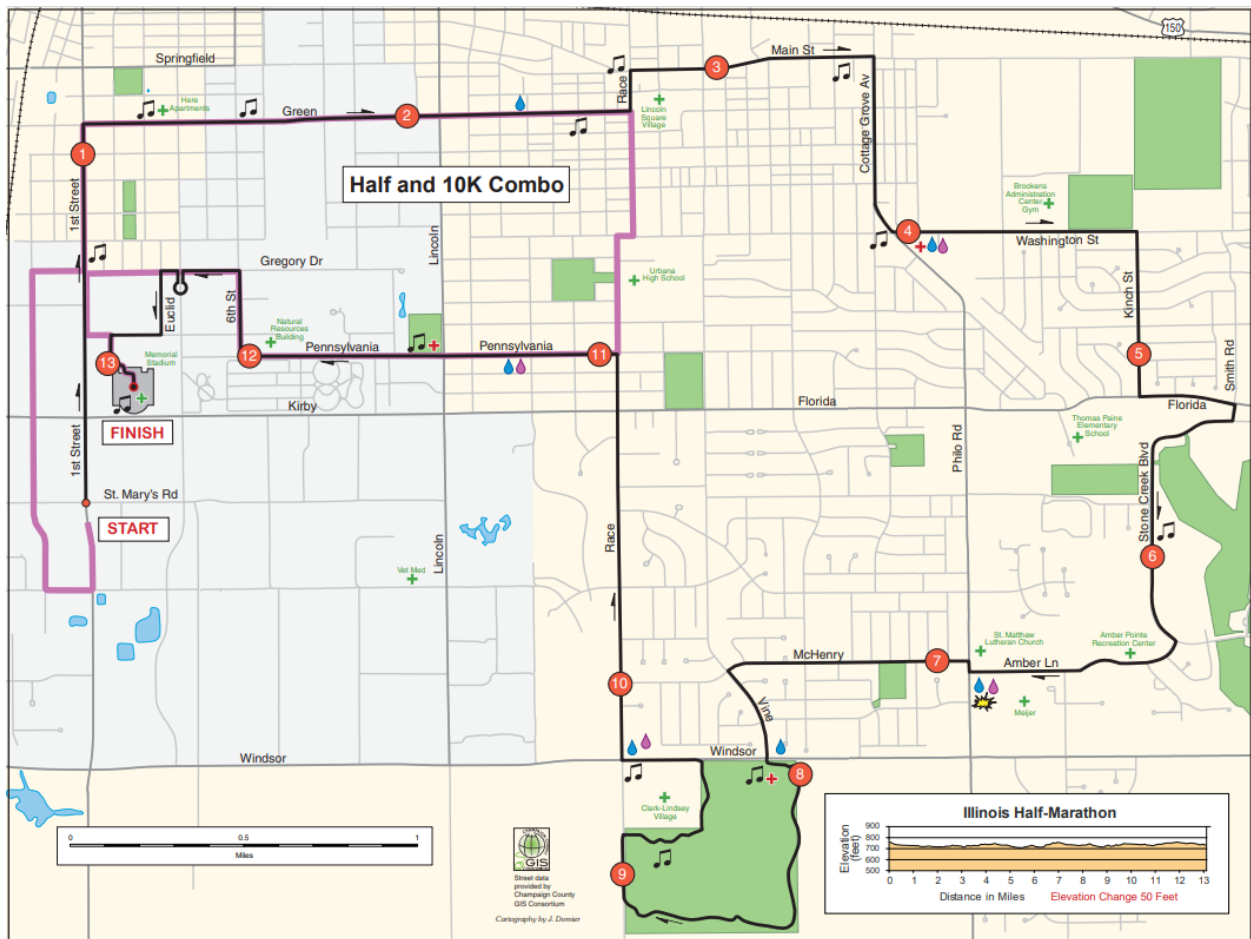 150
Springfield
Main St
3
Race
Here
Apartments
Green
2
Lincoln
Square
Village
Cottage Grove Av
1
Half and 10K Combo
1st Street
Brookens
Administration
Center
Gym
4
Washington St
Lincoln
Gregory Dr
Urbana
High School
Euclid
6th St
Kinch St
Natural
Resources
Building
Pennsylvania
Pennsylvania
11
12
5
13
Memorial
Stadium
Smith Rd
Kirby
Florida
Florida
FINISH
Thomas Paine
Elementary
School
1st Street
Philo Rd
Stone Creek Blvd
St. Mary's Rd
START
Race
Lincoln
6
Vet Med
St. Matthew
Lutheran Church
Amber Pointe
Recreation Center
McHenry
7
Amber Ln
10
Vine
Meijer
Windsor
Windsor
8
Clark-Lindsey
Village
9
0
0.5
1
Miles
GIS
Street data
provided by
Champaign County
GIS Consortium
Cartography by J. Domier
Illinois Half-Marathon
Elevation
(feet)
900
800
700
600
500
0 1 2 3 4 5 6 7 8 9 10 11 12 13
Distance in Miles
Elevation Change 50 Feet